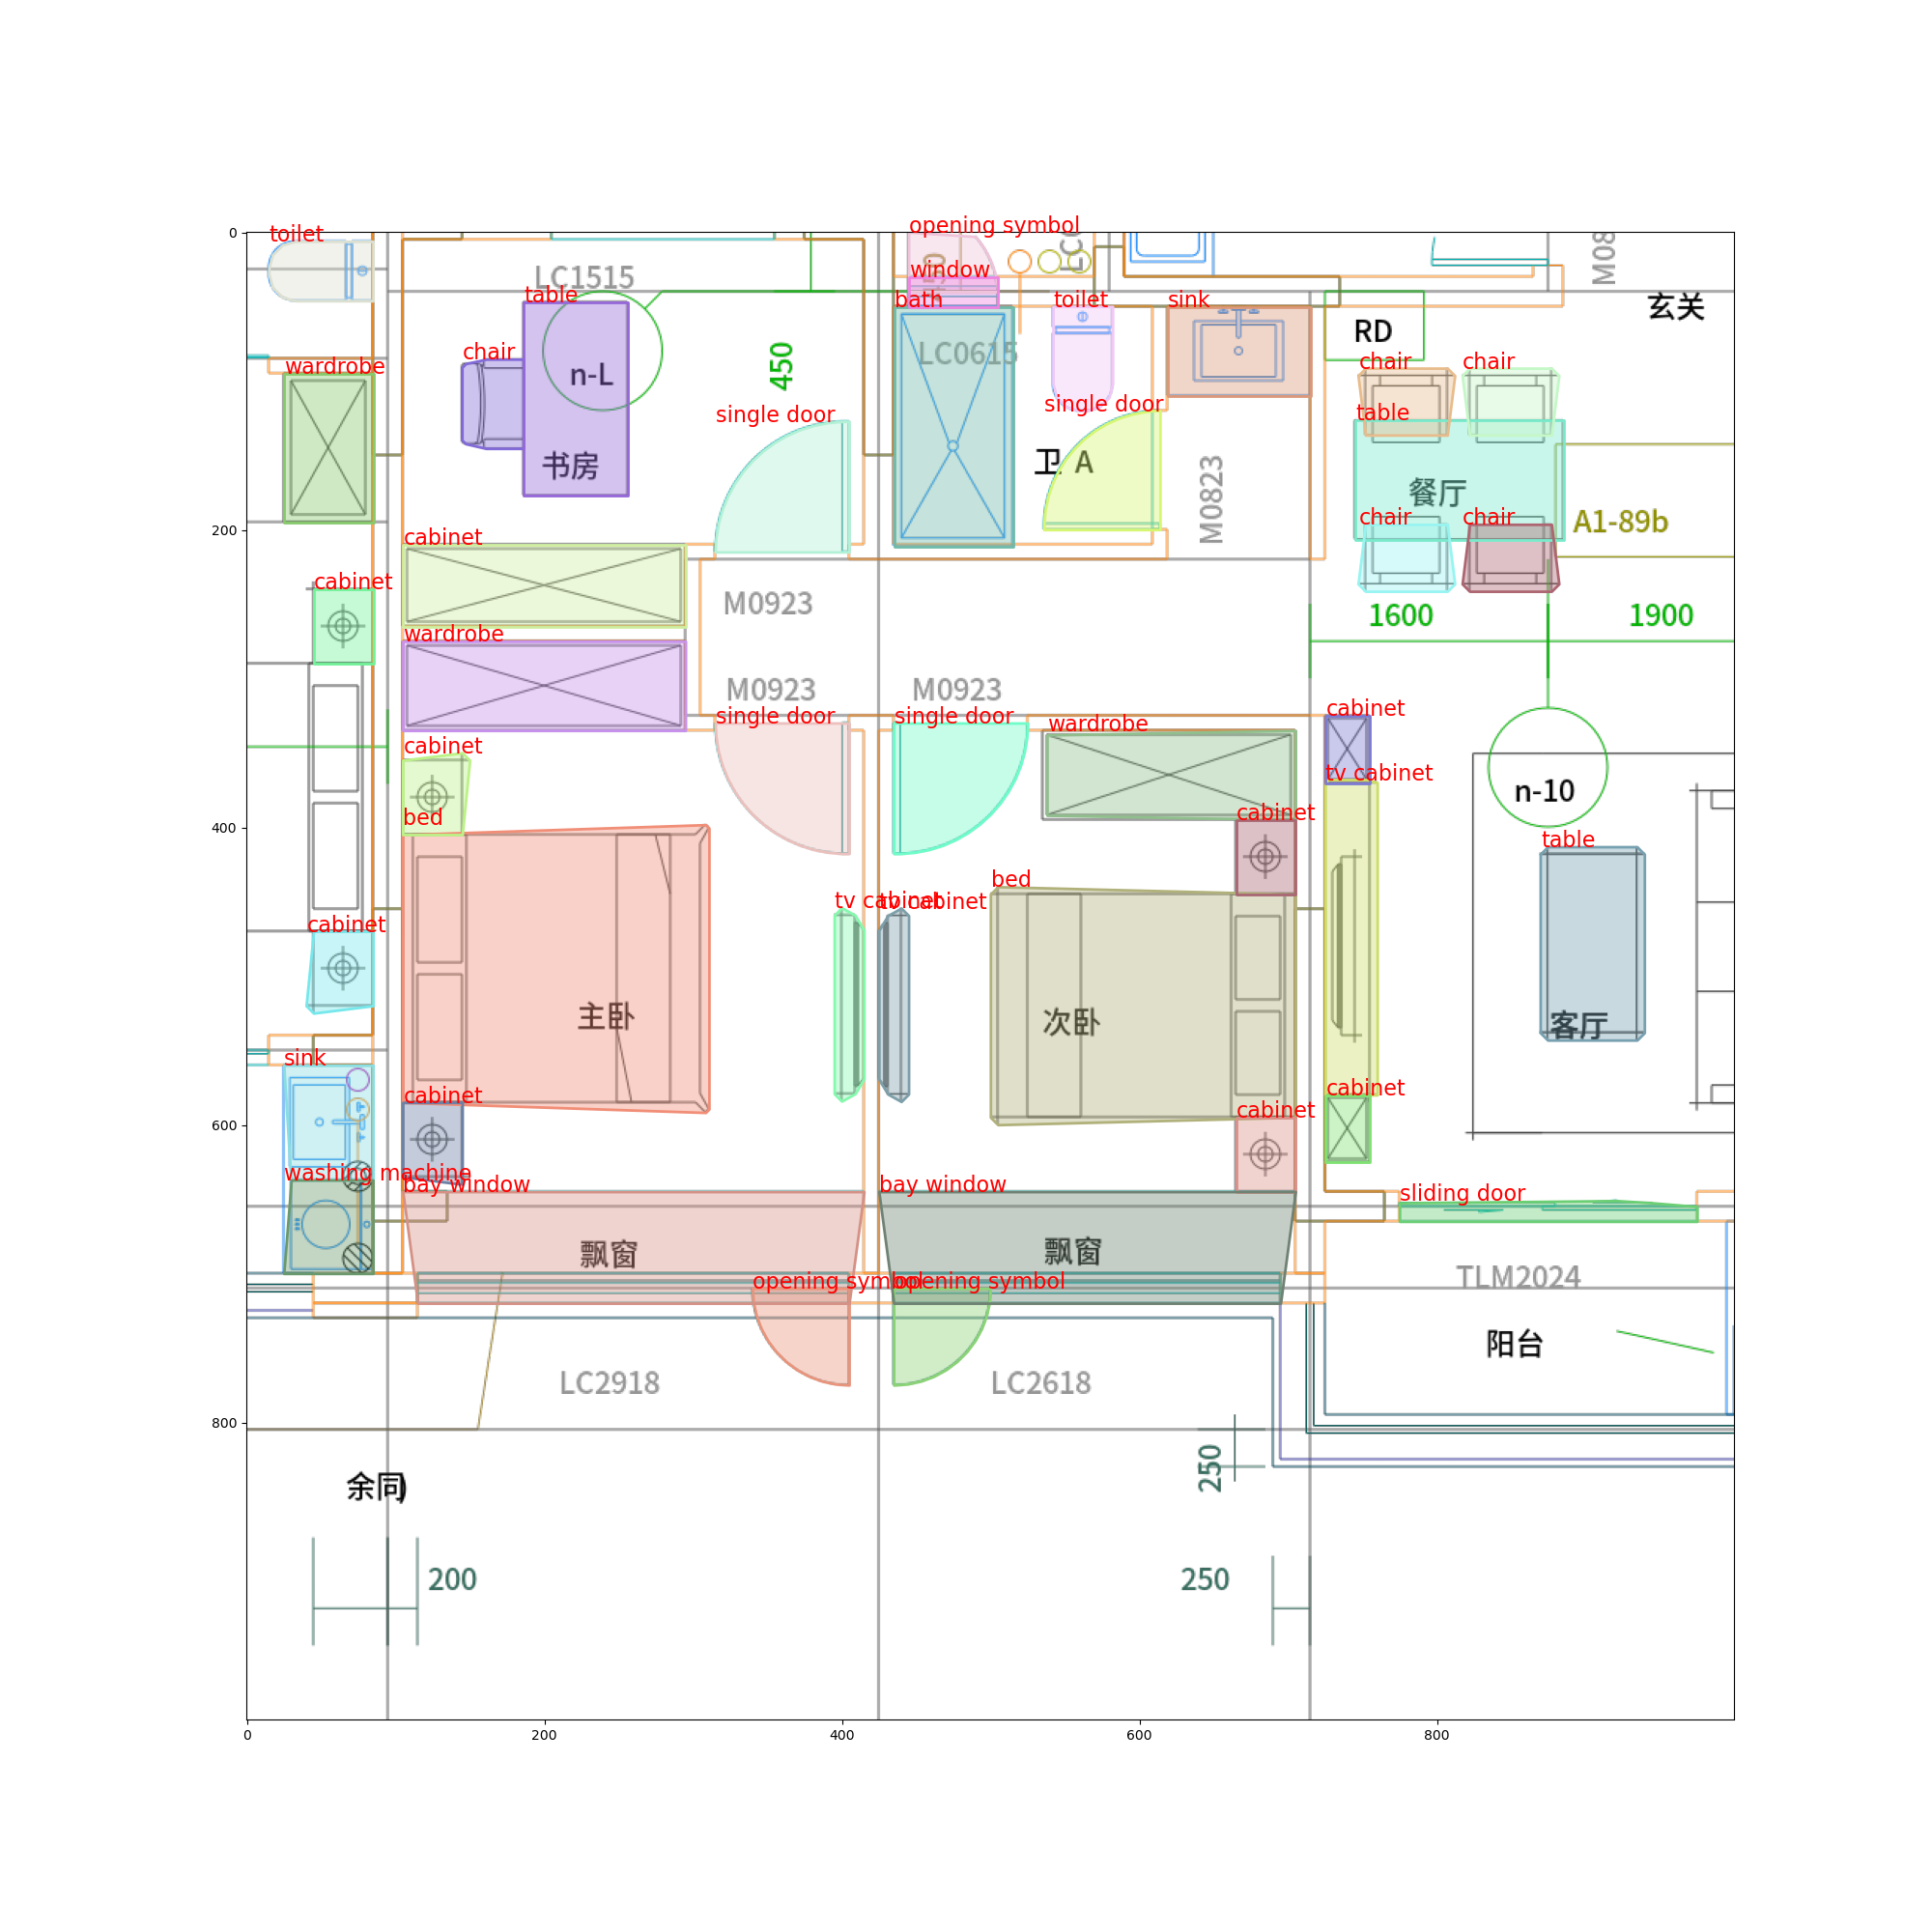 opening symbol
toilet
0
LC1515
window
M08
玄关
table
bath
toilet
sink
RD
chair
n-L
450
LC0615
chair
chair
wardrobe
single door
single door
table
书房
卫
A
M0823
餐厅
A1-89b
chair
chair
200
cabinet
cabinet
M0923
1600
1900
wardrobe
M0923
M0923
single door
single door
wardrobe
cabinet
cabinet
tv cabinet
n-10
400
bed
cabinet
table
bed
tv cabinet
tv cabinet
cabinet
主卧
次卧
客厅
sink
cabinet
cabinet
cabinet
600
washing machine
bay window
bay window
sliding door
飘窗
飘窗
opening symbol
opening symbol
TLM2024
阳台
LC2918
LC2618
800
250
余同)
200
250
0
200
400
600
800